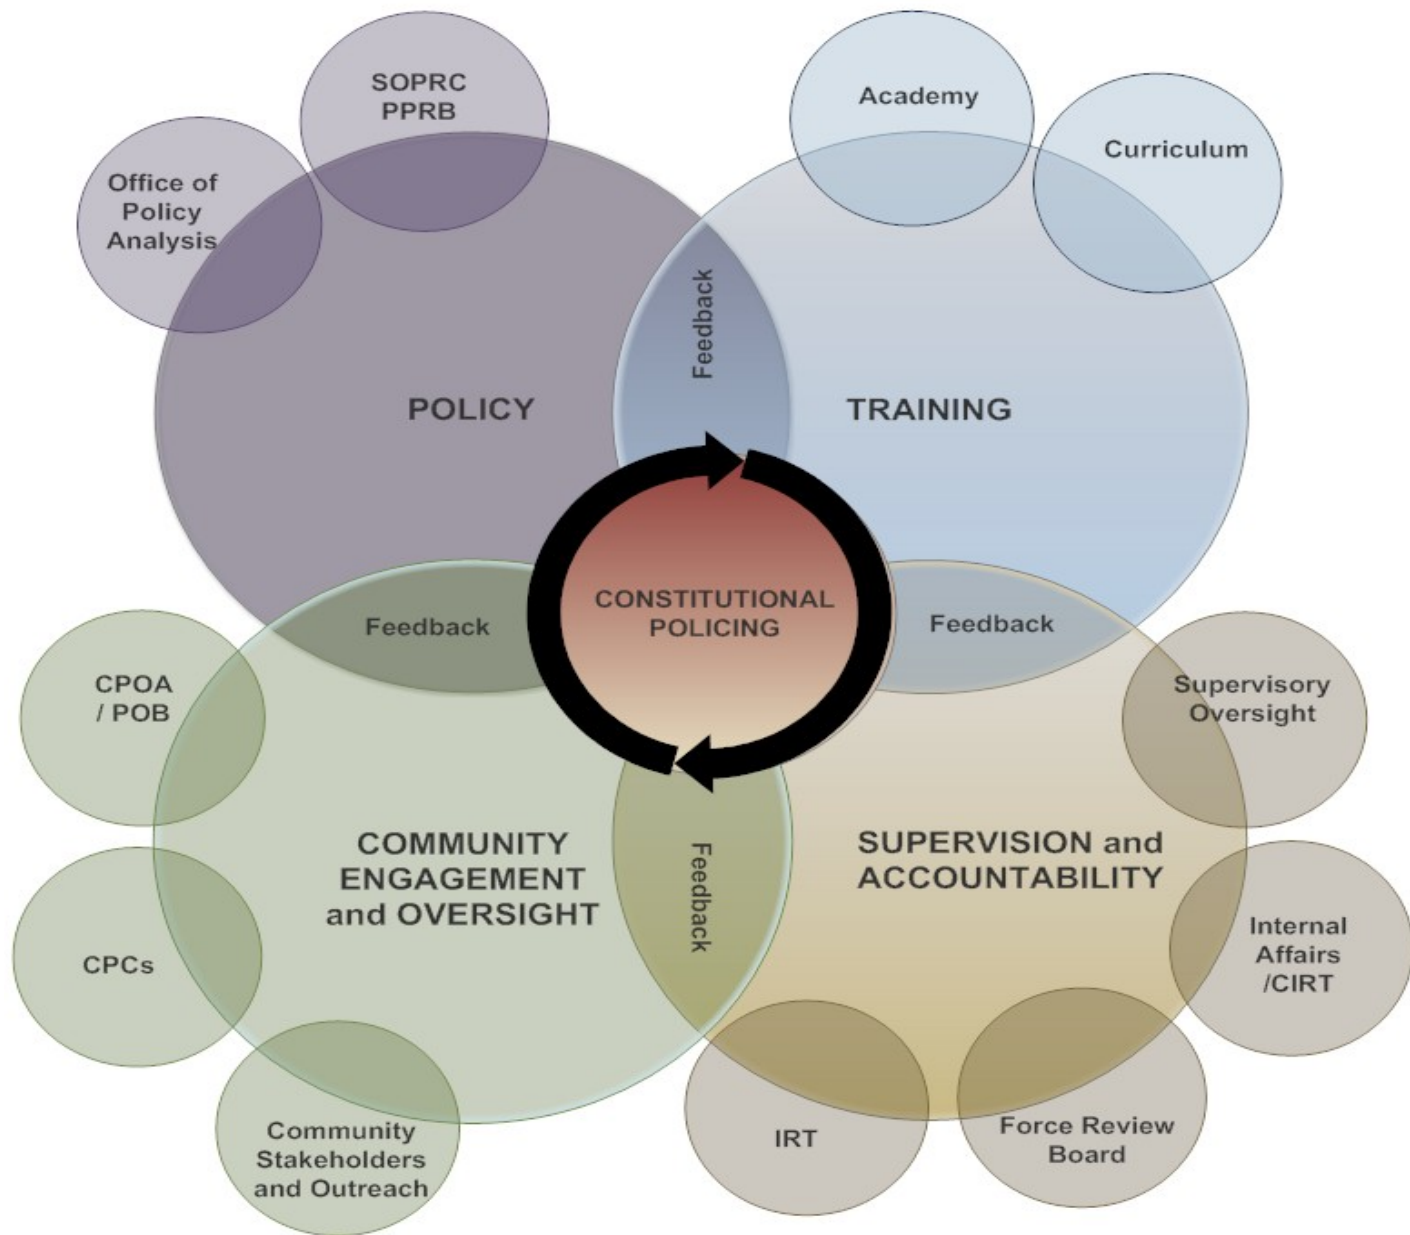 SOPRC
PPRB
Office of
Policy
Analysis
Academy
Curriculum
Feedback
POLICY
TRAINING
CONSTITUTIONAL
POLICING
Feedback
Feedback
CPOA
/ POB
Supervisory
Oversight
COMMUNITY
ENGAGEMENT
and OVERSIGHT
Feedback
SUPERVISION and
ACCOUNTABILITY
CPCs
Internal
Affairs
/CIRT
Community
Stakeholders
and Outreach
IRT
Force Review
Board